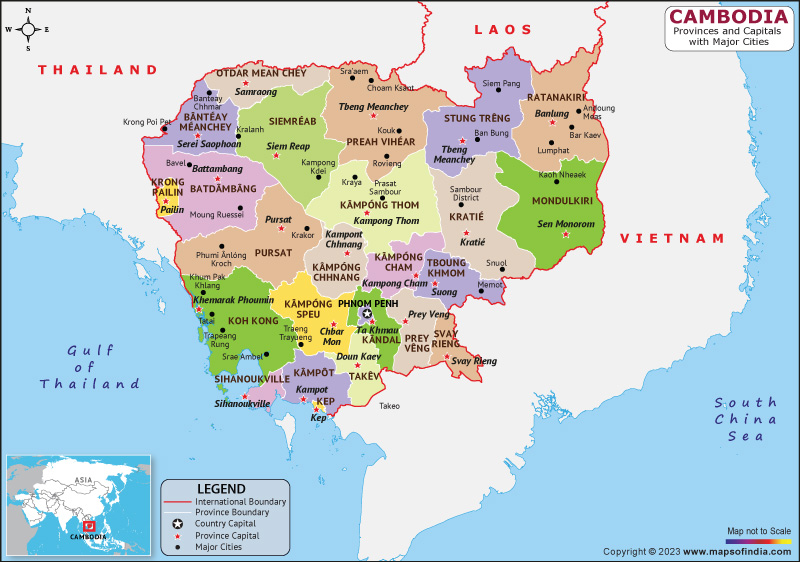 CAMBODIA
Provinces and Capitals
with Major Cities
N
W
E
S
LAOS
THAILAND
VIETNAM
Gulf
of
Thailand
South
China
Sea
OTDAR MEAN CHEY
Samraong
Sra'aem
Choam Ksant
Tbeng Meanchey
Siem Pang
RATANAKIRI
Banteay
Chhmar
BÂNTÉAY
MÉANCHEY
Krong Poi Pet
Kralanh
Serei Saophoan
SIEMRÉAB
Siem Reap
Kouk
PREAH VIHÉAR
Rovieng
STUNG TRÊNG
Ban Bung
Tbeng
Meanchey
Andoung
Meas
Banlung
Bar Kaev
Lumphat
Bavel
Battambang
BATDÂMBÂNG
KRONG
PAILIN
Pailin
Moung Ruessei
Kampong
Kdei
Kraya
Prasat
Sambour
KÂMPÓNG THOM
Kampong Thom
Sambour
District
KRATIÉ
Kratié
Kaoh Nheaek
MONDULKIRI
Sen Monorom
Pursat
Krakor
PURSAT
Phumi Ânlóng
Kroch
Kampont
Chhnang
KÂMPÓNG
CHHNANG
KÂMPÓNG
CHAM
Kampong Cham
TBOUNG
KHMOM
Suong
Snuol
Memot
Khum Pak
Khlang
Khemarak Phoumin
Tatai
KOH KONG
Trapeang
Rung
Srae Ambel
KÂMPÓNG
SPEU
Chbar
Mon
Traeng
Trayueng
PHNOM PENH
Ta Khmau
KÂNDAL
Prey Veng
PREY
VÊNG
SVAY
RIENG
Svay Rieng
Doun Kaev
TAKÊV
SIHANOUKVILLE
Sihanoukville
KÂMPÓT
Kampot
KEP
Kep
Takeo
ASIA
CAMBODIA
LEGEND
International Boundary
Province Boundary
Country Capital
Province Capital
Major Cities
Map not to Scale
Copyright © 2023 www.mapsofindia.com